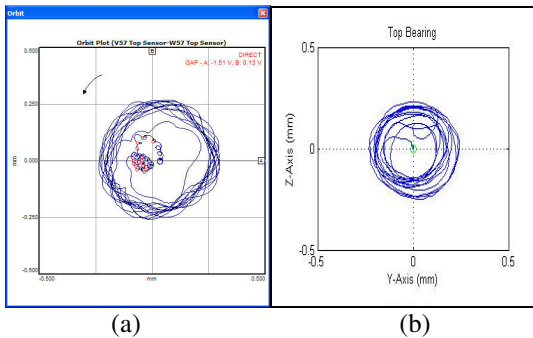 Orbit
Orbit Plot (V57 Top Sensor-W57 Top Sensor)
B
DIRECT
GAP - A: -1.51 V, B: 0.13 V
0.500
0.250
0.000
-0.250
-0.500
mm
A
-0.500
mm
0.500
(a)
Top Bearing
0.5
0
-0.5
Z-Axis (mm)
-0.5
0
0.5
Y-Axis (mm)
(b)